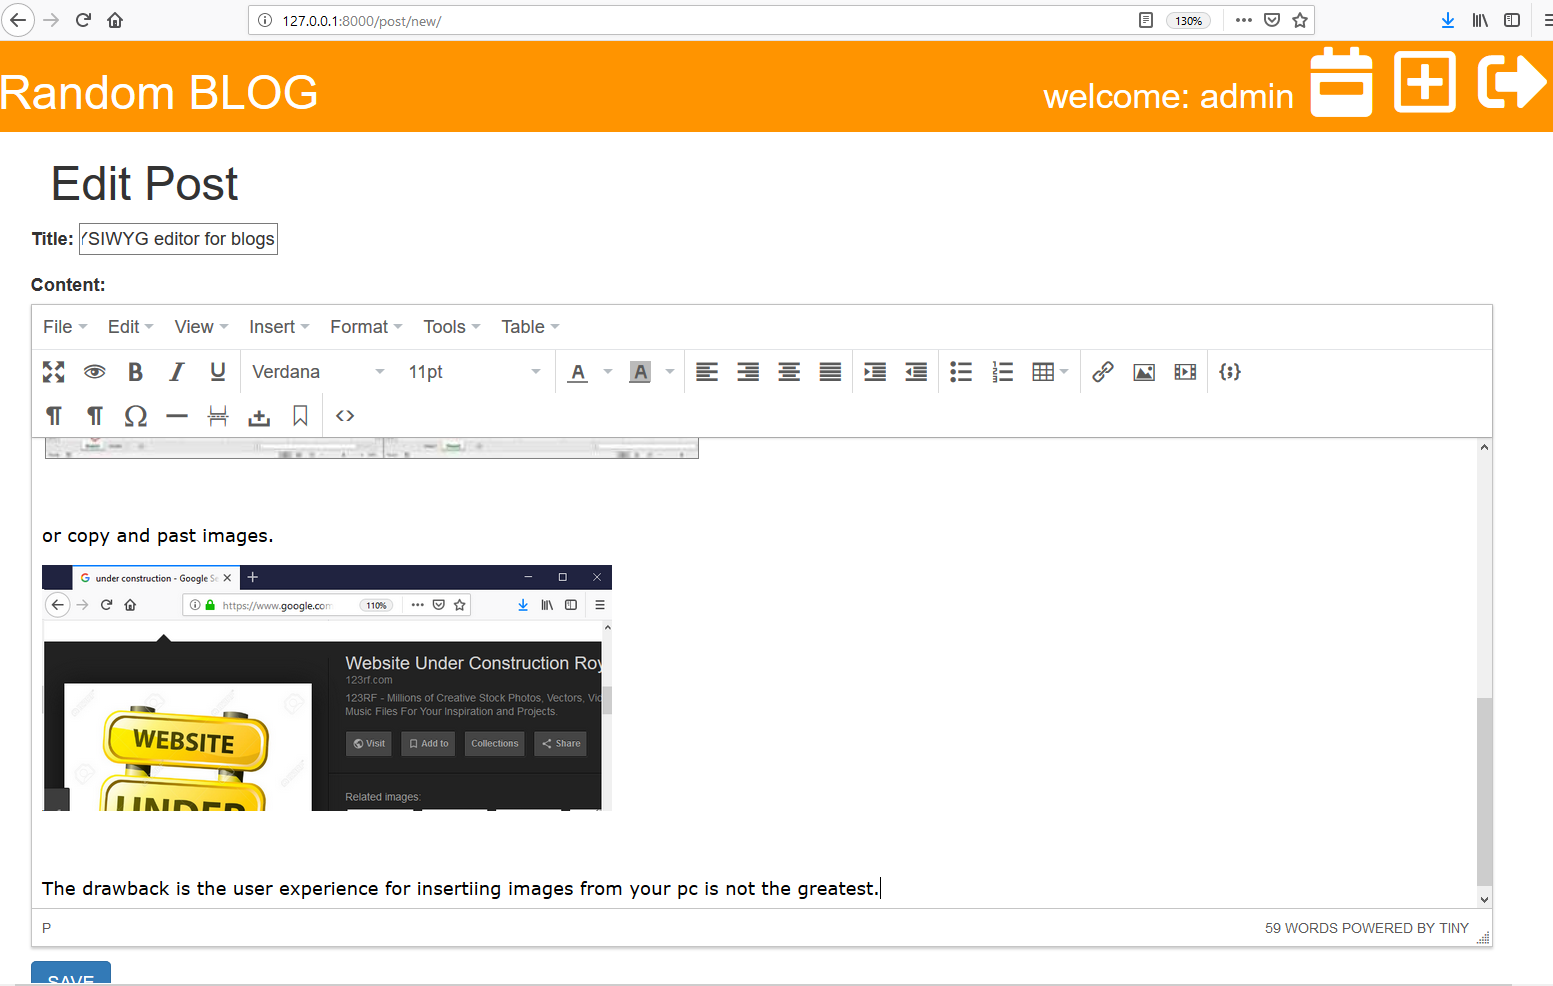 127.0.0.1:8000/post/new/ 130%
Random BLOG
welcome: admin
Edit Post
Title: YSIWYG editor for blogs
Content:
File Edit View Insert Format Tools Table
B I U Verdana 11pt A A
¶ ¶ Ω <>
or copy and past images.
under construction - Google Se
https://www.google.com 110%
Website Under Construction Roy
123rf.com
123RF - Millions of Creative Stock Photos, Vectors, Vid
Music Files For Your Inspiration and Projects.
Visit Add to Collections Share
WEBSITE
UNDER
Related images:
The drawback is the user experience for insertiing images from your pc is not the greatest.
P 59 WORDS POWERED BY TINY
SAVE